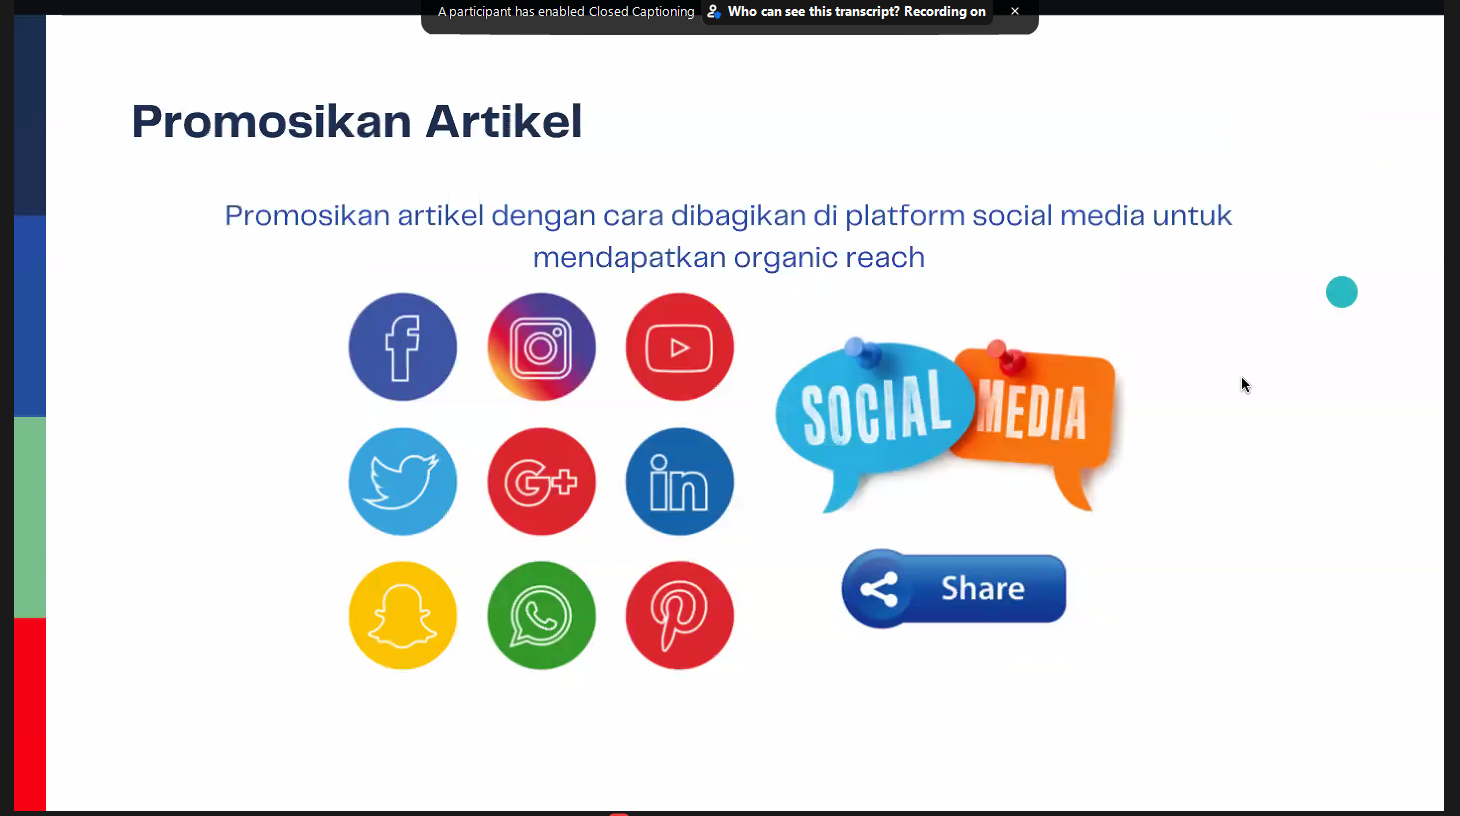 A participant has enabled Closed Captioning Who can see this transcript? Recording on
Promosikan Artikel
Promosikan artikel dengan cara dibagikan di platform social media untuk
mendapatkan organic reach
SOCIAL MEDIA
G+ in
Share